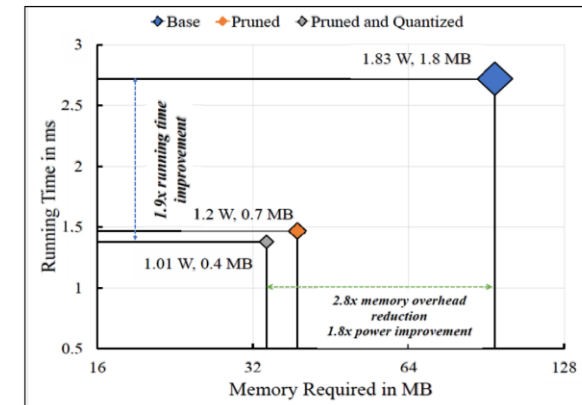 Base Pruned Pruned and Quantized
3
1.83 W, 1.8 MB
2.5
Running Time in ms
1.9x running time
improvement
2
1.2 W, 0.7 MB
1.5
1.01 W, 0.4 MB
1
2.8x memory overhead
reduction
1.8x power improvement
0.5
16 32 64 128
Memory Required in MB